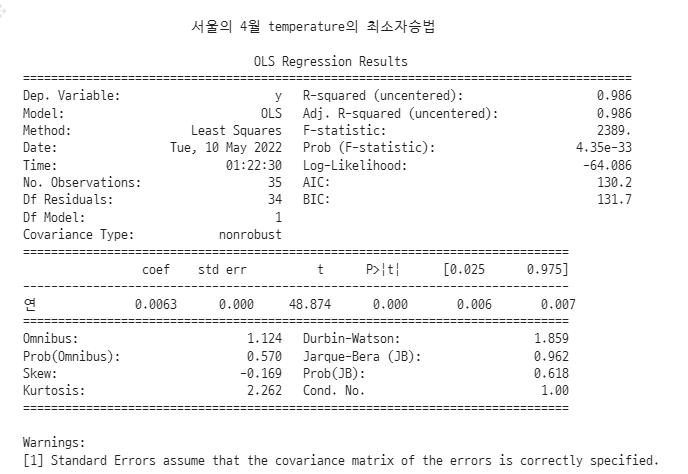 서울의 4월 temperature의 최소자승법
OLS Regression Results
==============================================================================
Dep. Variable: y R-squared (uncentered): 0.986
Model: OLS Adj. R-squared (uncentered): 0.986
Method: Least Squares F-statistic: 2389.
Date: Tue, 10 May 2022 Prob (F-statistic): 4.35e-33
Time: 01:22:30 Log-Likelihood: -64.086
No. Observations: 35 AIC: 130.2
Df Residuals: 34 BIC: 131.7
Df Model: 1
Covariance Type: nonrobust
==============================================================================
coef std err t P>|t| [0.025 0.975]
------------------------------------------------------------------------------
연 0.0063 0.000 48.874 0.000 0.006 0.007
==============================================================================
Omnibus: 1.124 Durbin-Watson: 1.859
Prob(Omnibus): 0.570 Jarque-Bera (JB): 0.962
Skew: -0.169 Prob(JB): 0.618
Kurtosis: 2.262 Cond. No. 1.00
==============================================================================
Warnings:
[1] Standard Errors assume that the covariance matrix of the errors is correctly specified.